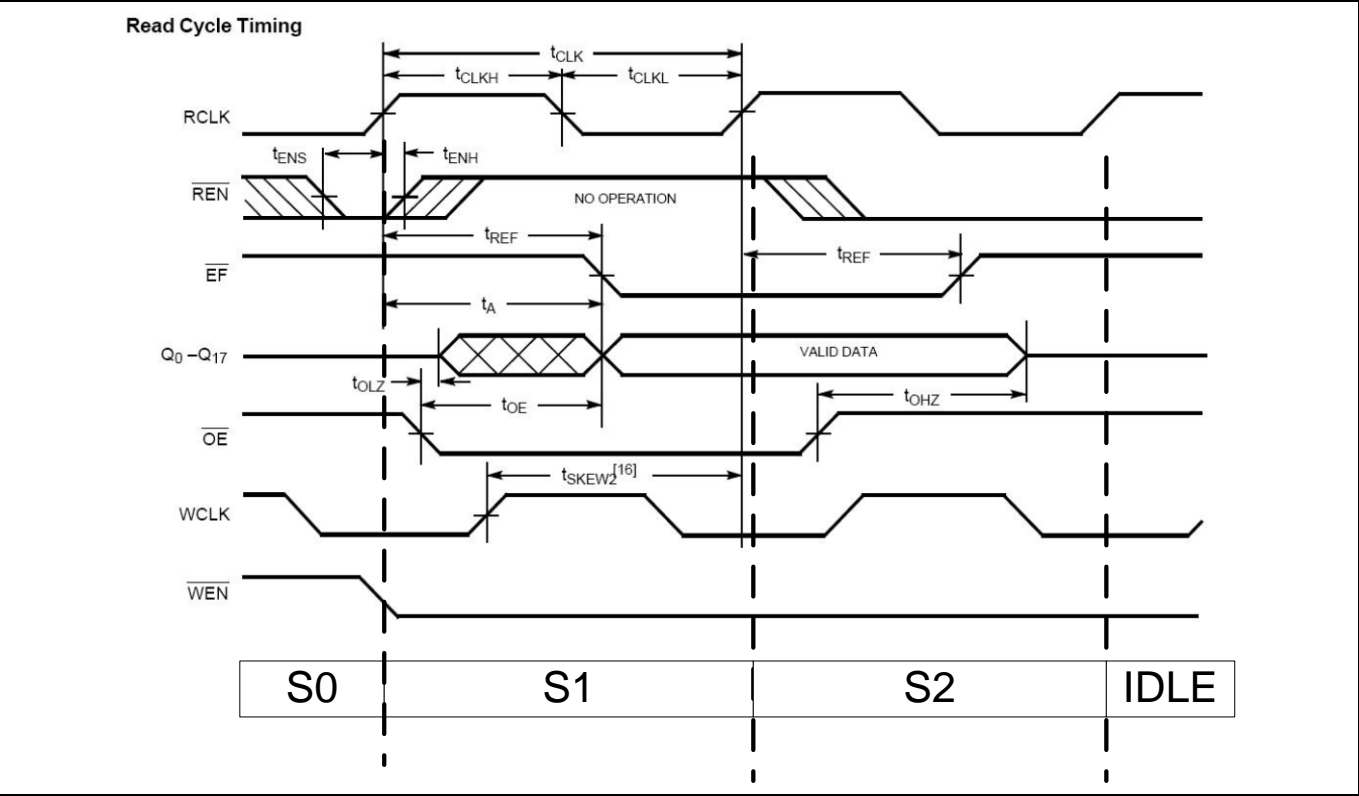 Read Cycle Timing
tCLK
tCLKH
tCLKL
RCLK
tENS
tENH
REN
NO OPERATION
tREF
tREF
EF
tA
Q0 –Q17
VALID DATA
tOLZ
tOE
tOHZ
OE
tSKEW2[16]
WCLK
WEN
S0 S1 S2 IDLE